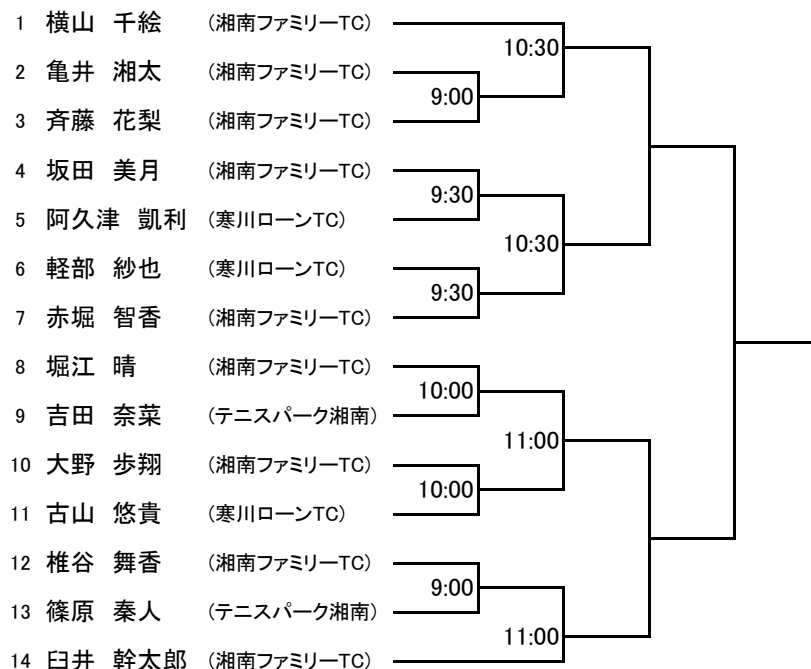 1 横山 千絵 (湘南ファミリーTC)
10:30
2 亀井 湘太 (湘南ファミリーTC)
9:00
3 斉藤 花梨 (湘南ファミリーTC)
4 坂田 美月 (湘南ファミリーTC)
9:30
5 阿久津 凱利 (寒川ローンTC)
10:30
6 軽部 紗也 (寒川ローンTC)
9:30
7 赤堀 智香 (湘南ファミリーTC)
8 堀江 晴 (湘南ファミリーTC)
10:00
9 吉田 奈菜 (テニスパーク湘南)
11:00
10 大野 歩翔 (湘南ファミリーTC)
10:00
11 古山 悠貴 (寒川ローンTC)
12 椎谷 舞香 (湘南ファミリーTC)
9:00
13 篠原 秦人 (テニスパーク湘南)
11:00
14 臼井 幹太郎 (湘南ファミリーTC)